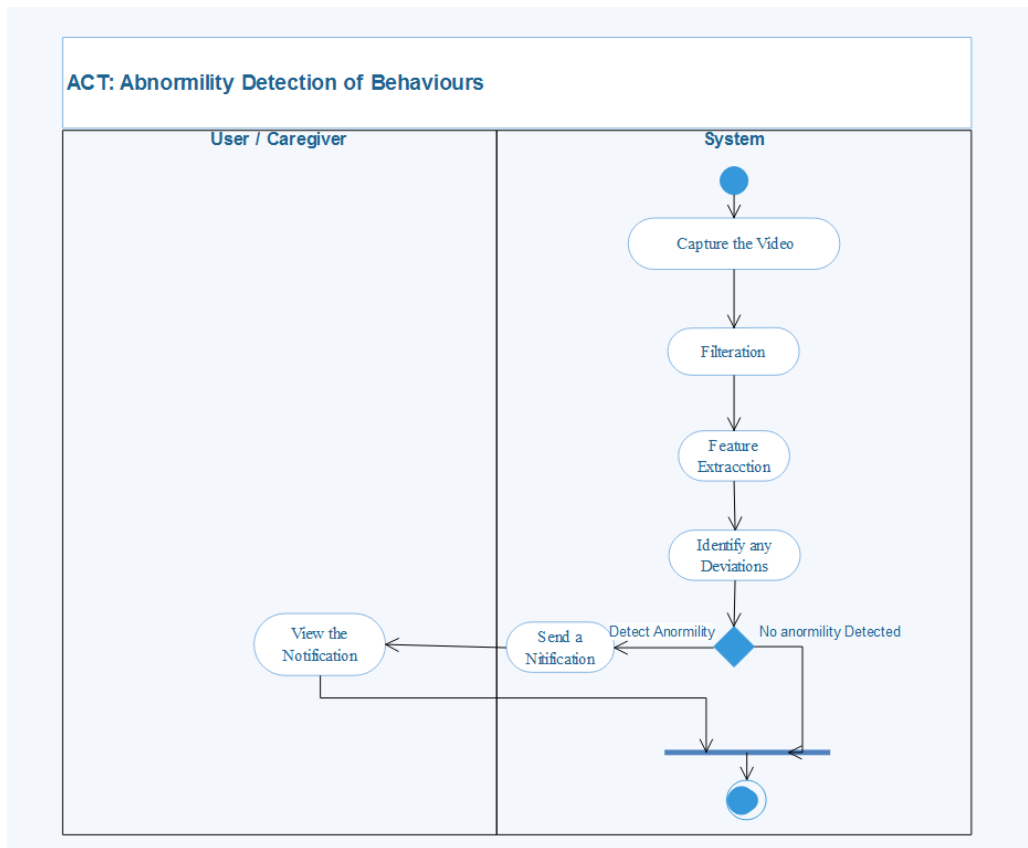 ACT: Abnormility Detection of Behaviours
User / Caregiver
System
Capture the Video
Filteration
Feature
Extracction
Identify any
Deviations
Detect Anormility
No anormility Detected
Send a
Nitification
View the
Notification